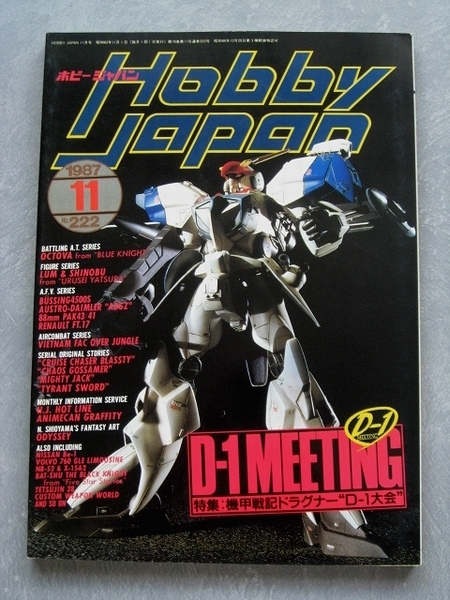 ホビージャパン
Hobby
Japan
1987
11
No.222
BATTLING A.T. SERIES
OCTOVA from "BLUE KNIGHT"
FIGURE SERIES
LUM & SHINOBU
from "URUSEI YATSURA"
A.F.V. SERIES
BÜSSING4500S
AUSTRO-DAIMLER "ADGZ"
88mm PAK43/41
RENAULT FT.17
AIRCOMBAT SERIES
VIETNAM FAC OVER JUNGLE
SERIAL ORIGINAL STORIES
"CRUISE CHASER BLASSTY"
"CHAOS GOSSAMER"
"MIGHTY JACK"
"TYRANT SWORD"
MONTHLY INFORMATION SERVICE
H.J. HOT LINE
ANIMECAN GRAFFITY
N. SHIOYAMA'S FANTASY ART
ODYSSEY
ALSO INCLUDING
NISSAN Be-1
VOLVO 760 GLE LIMOUSINE
NB-52 & X-15A2
BAT-SHU THE BLACK KNIGHT
from "Five Star Stories"
TETSUJIN 28
CUSTOM WEAPON WORLD
AND SO ON
D-1
MEETING
D-1 MEETING
特集:機甲戦記ドラグナー"D-1大会"